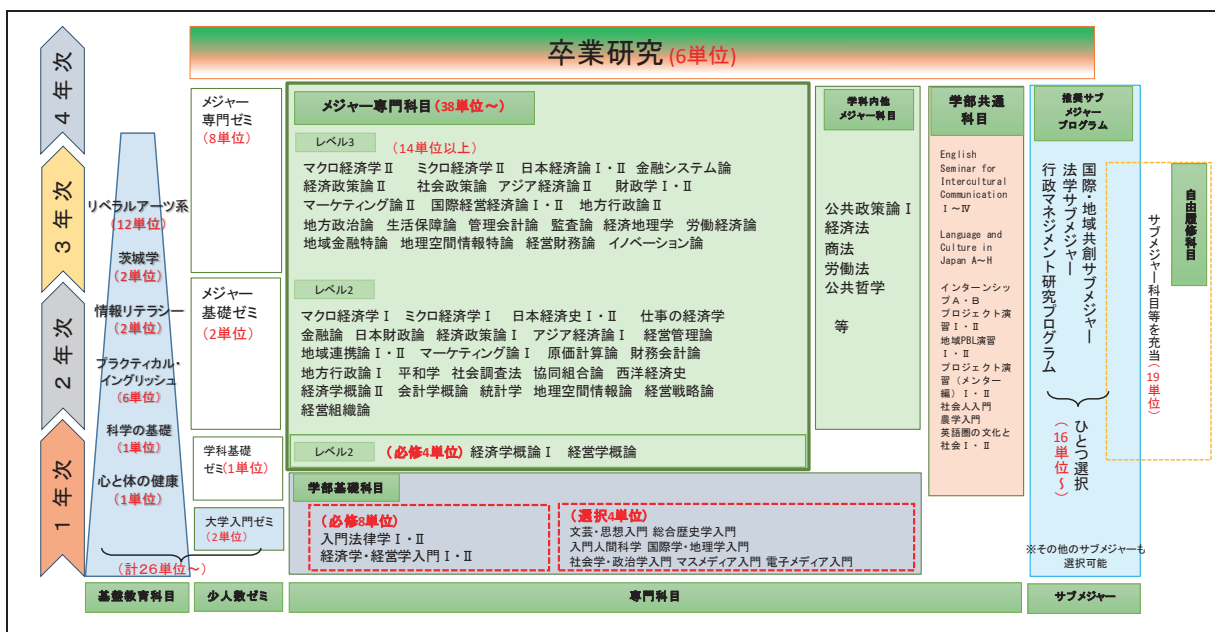 卒業研究(6単位)
4年次
3年次
2年次
1年次
リベラルアーツ系
(12単位)
茨城学
(2単位)
情報リテラシー
(2単位)
プラクティカル・
イングリッシュ
(6単位)
科学の基礎
(1単位)
心と体の健康
(1単位)
(計26単位～)
基盤教育科目
メジャー
専門ゼミ
(8単位)
メジャー
基礎ゼミ
(2単位)
学科基礎
ゼミ(1単位)
大学入門ゼミ
(2単位)
少人数ゼミ
メジャー専門科目(38単位～)
レベル3 (14単位以上)
マクロ経済学Ⅱ ミクロ経済学Ⅱ 日本経済論Ⅰ・Ⅱ 金融システム論
経済政策論Ⅱ 社会政策論 アジア経済論Ⅱ 財政学Ⅰ・Ⅱ
マーケティング論Ⅱ 国際経営経済論Ⅰ・Ⅱ 地方行政論Ⅱ
地方政治論 生活保障論 管理会計論 監査論 経済地理学 労働経済論
地域金融特論 地理空間情報特論 経営財務論 イノベーション論
レベル2
マクロ経済学Ⅰ ミクロ経済学Ⅰ 日本経済史Ⅰ・Ⅱ 仕事の経済学
金融論 日本財政論 経済政策論Ⅰ アジア経済論Ⅰ 経営管理論
地域連携論Ⅰ・Ⅱ マーケティング論Ⅰ 原価計算論 財務会計論
地方行政論Ⅰ 平和学 社会調査法 協同組合論 西洋経済史
経済学概論Ⅱ 会計学概論 統計学 地理空間情報論 経営戦略論
経営組織論
レベル2 (必修4単位) 経済学概論Ⅰ 経営学概論
学部基礎科目
(必修8単位)
入門法律学Ⅰ・Ⅱ
経済学・経営学入門Ⅰ・Ⅱ
(選択4単位)
文芸・思想入門 総合歴史学入門
入門人間科学 国際学・地理学入門
社会学・政治学入門 マスメディア入門 電子メディア入門
専門科目
学科内他
メジャー科目
公共政策論Ⅰ
経済法
商法
労働法
公共哲学
等
学部共通
科目
English
Seminar for
Intercultural
Communication
Ⅰ～Ⅳ
Language and
Culture in
Japan A～H
インターンシッ
プA・B
プロジェクト演
習Ⅰ・Ⅱ
地域PBL演習
Ⅰ・Ⅱ
プロジェクト演
習(メンター
編)Ⅰ・Ⅱ
社会人入門
農学入門
英語圏の文化と
社会Ⅰ・Ⅱ
推奨サブ
メジャー
プログラム
国際・地域共創サブメジャー
法学サブメジャー
行政マネジメント研究プログラム
ひとつ選択
(16単位～)
※その他のサブメジャーも
選択可能
サブメジャー
自由履修科目
サブメジャー科目等を充当(19単位)